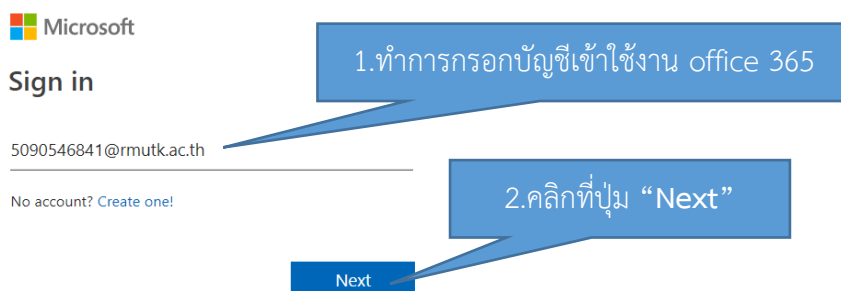 Microsoft
1.ทำการกรอกบัญชีเข้าใช้งาน office 365
Sign in
5090546841@rmutk.ac.th
No account? Create one!
2.คลิกที่ปุ่ม “Next”
Next